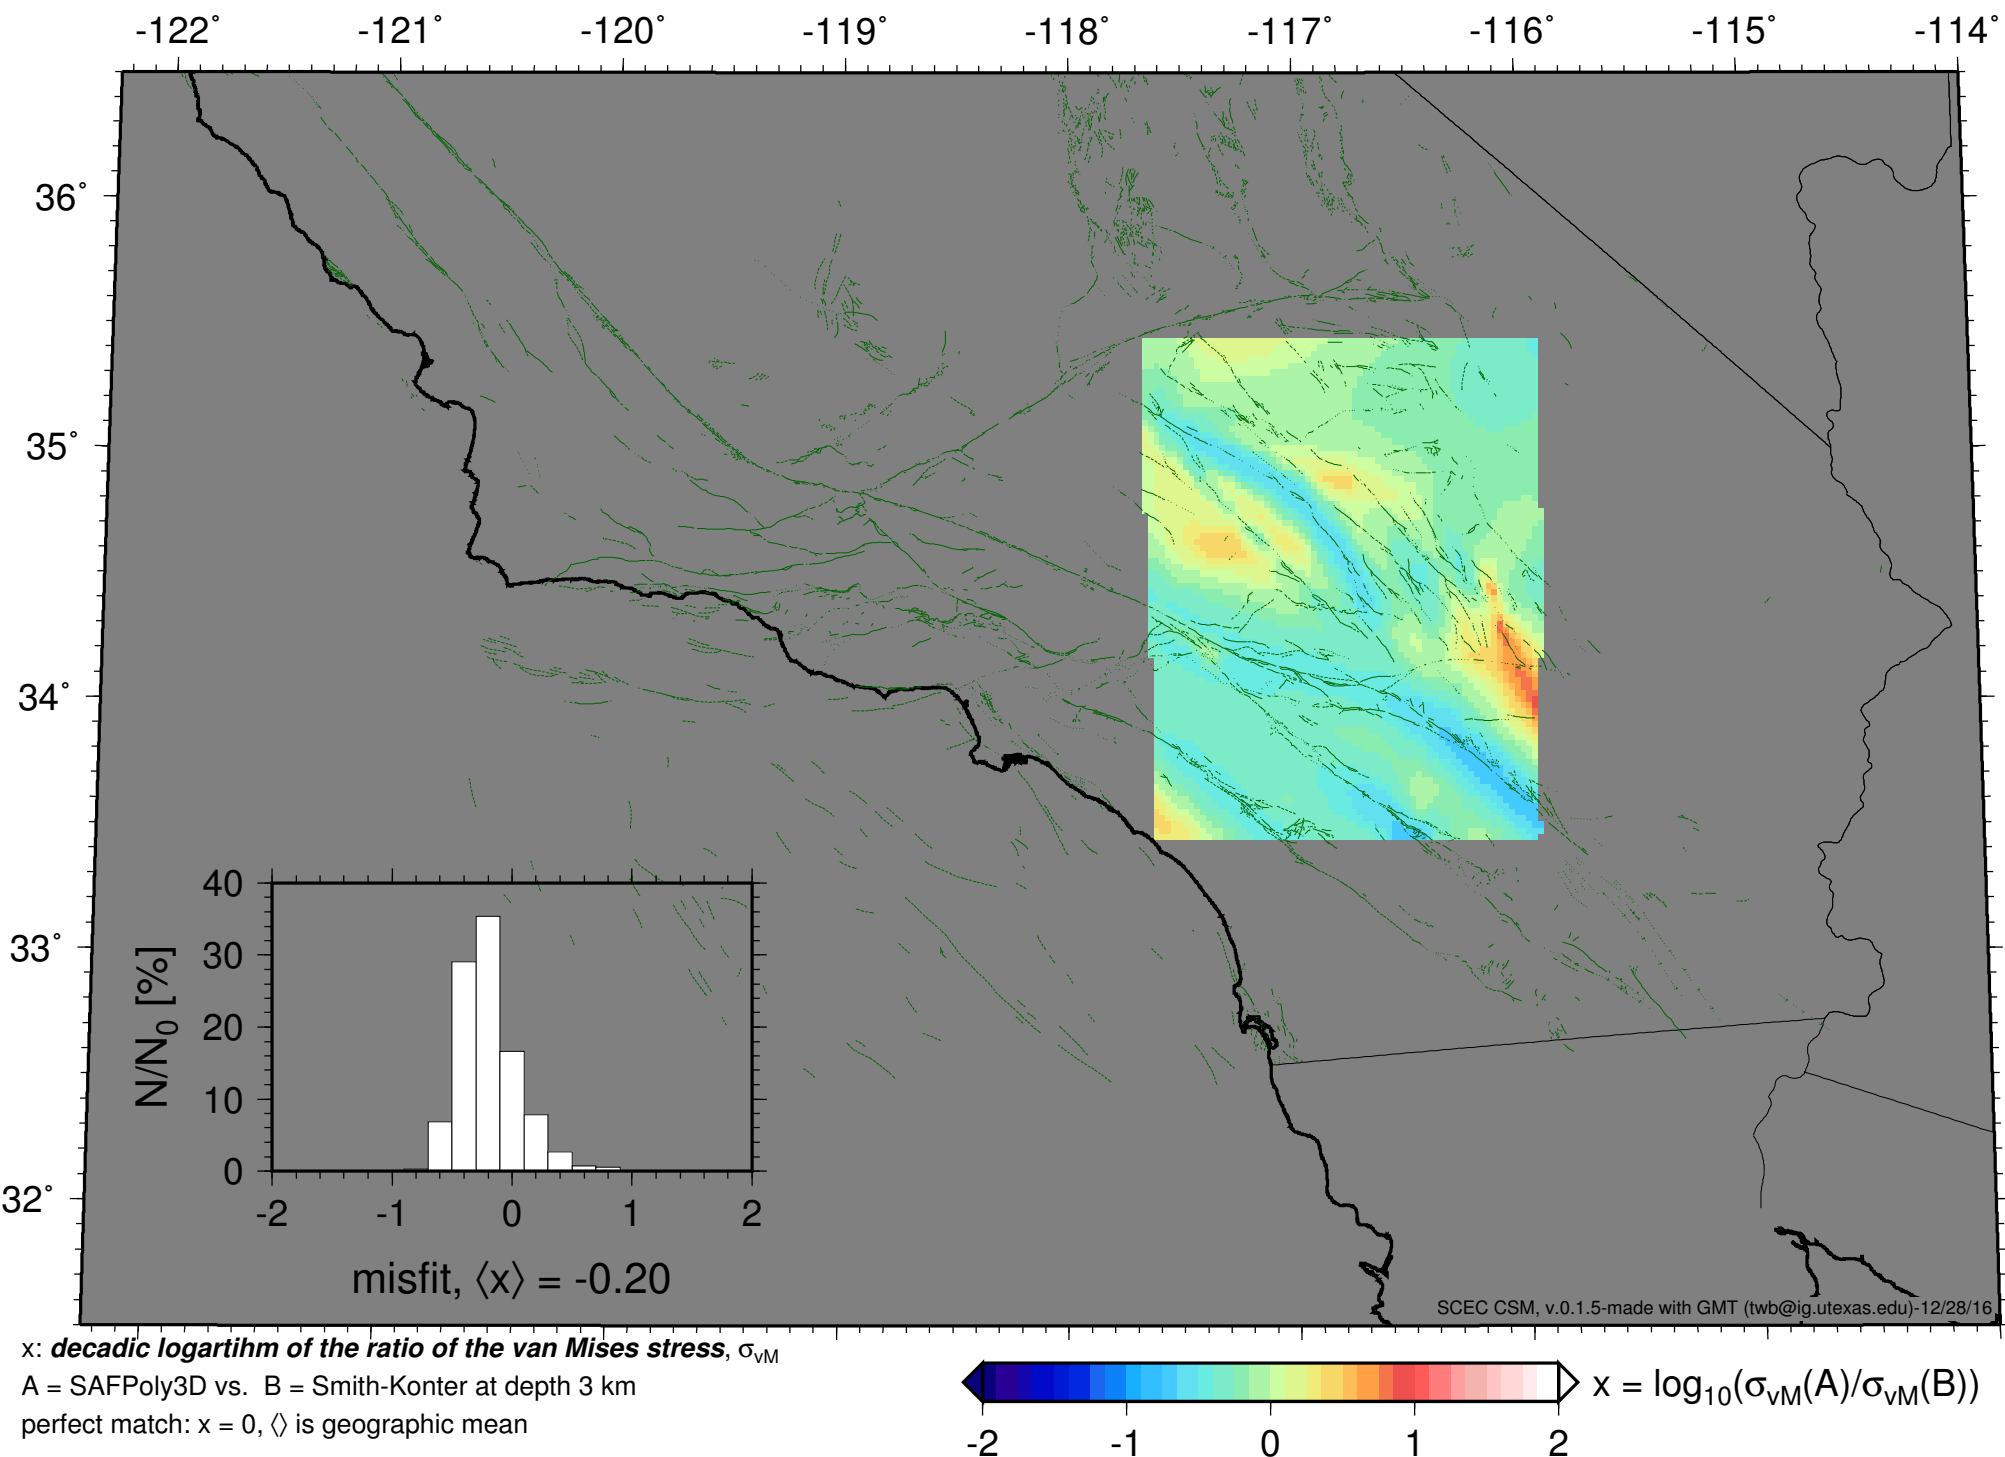 -122˚ -121˚ -120˚ -119˚ -118˚ -117˚ -116˚ -115˚ -114˚
36˚
35˚
34˚
33˚
32˚
40
30
20
10
0
N/N0 [%]
-2 -1 0 1 2
misfit, ⟨x⟩ = -0.20
SCEC CSM, v.0.1.5-made with GMT (twb@ig.utexas.edu)-12/28/16
x: decadic logartihm of the ratio of the van Mises stress, σvM
A = SAFPoly3D vs. B = Smith-Konter at depth 3 km
perfect match: x = 0, ⟨⟩ is geographic mean
x = log10(σvM(A)/σvM(B))
-2 -1 0 1 2